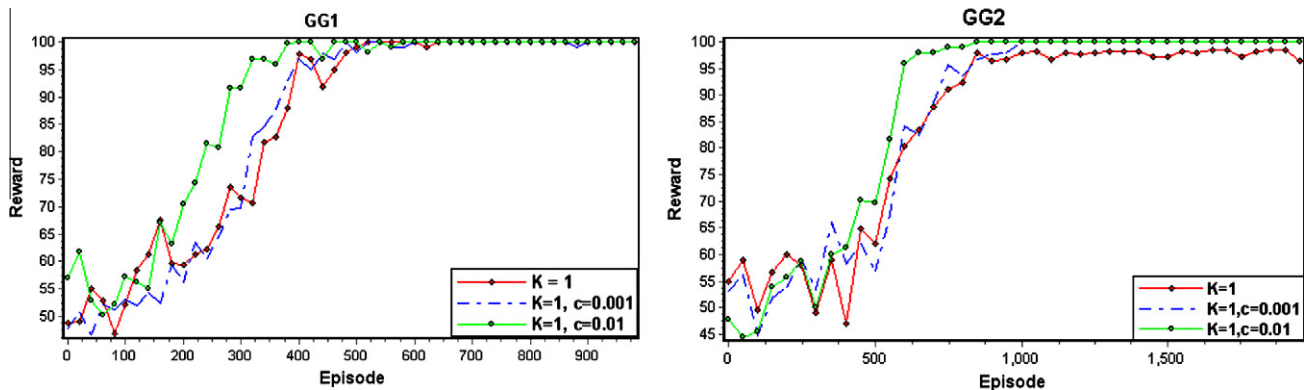 GG1
Reward
100
95
90
85
80
75
70
65
60
55
50
0 100 200 300 400 500 600 700 800 900
Episode
K = 1
K=1, c=0.001
K=1, c=0.01
GG2
Reward
100
95
90
85
80
75
70
65
60
55
50
45
0 500 1,000 1,500
Episode
K=1
K=1,c=0.001
K=1,c=0.01